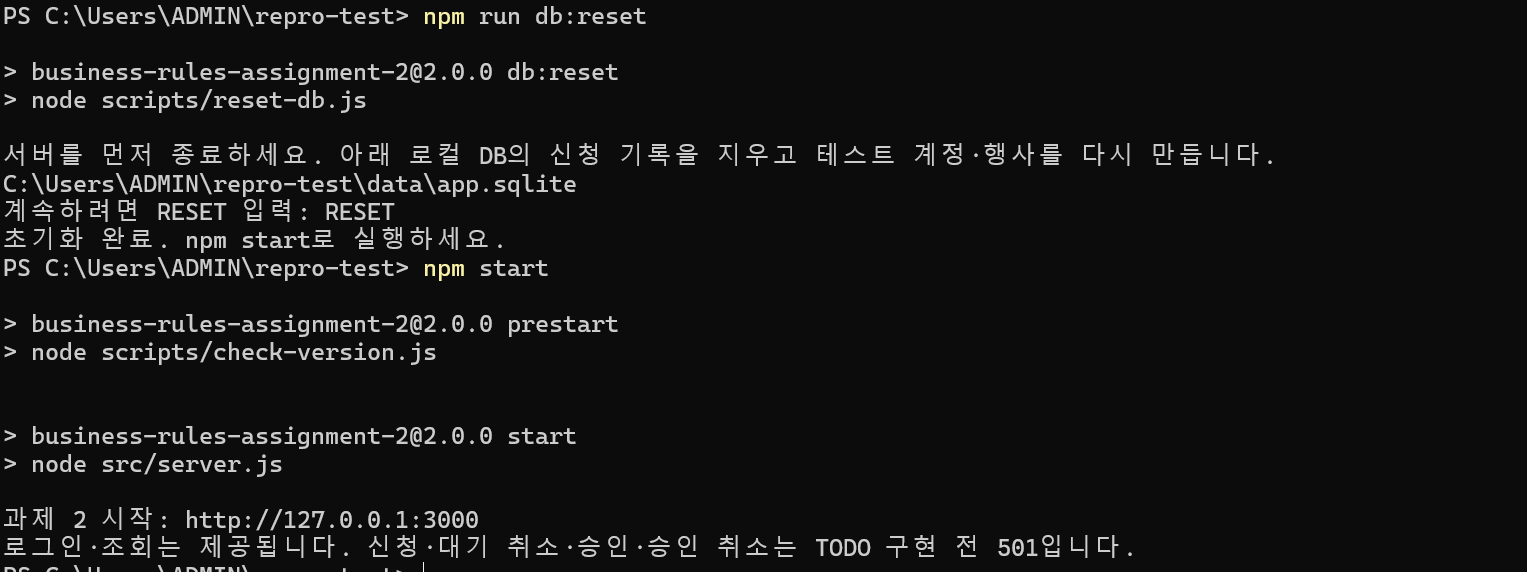 PS C:\Users\ADMIN\repro-test> npm run db:reset
> business-rules-assignment-2@2.0.0 db:reset
> node scripts/reset-db.js
서버를 먼저 종료하세요. 아래 로컬 DB의 신청 기록을 지우고 테스트 계정·행사를 다시 만듭니다.
C:\Users\ADMIN\repro-test\data\app.sqlite
계속하려면 RESET 입력: RESET
초기화 완료. npm start로 실행하세요.
PS C:\Users\ADMIN\repro-test> npm start
> business-rules-assignment-2@2.0.0 prestart
> node scripts/check-version.js
> business-rules-assignment-2@2.0.0 start
> node src/server.js
과제 2 시작: http://127.0.0.1:3000
로그인·조회는 제공됩니다. 신청·대기 취소·승인·승인 취소는 TODO 구현 전 501입니다.
PS C:\Users\ADMIN\repro-test>